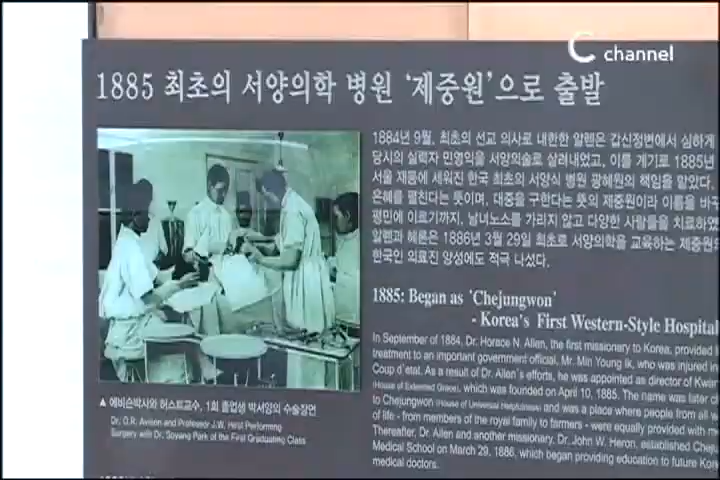 C channel
1885 최초의 서양의학 병원 '제중원'으로 출발
1884년 9월, 최초의 선교 의사로 내한한 알렌은 갑신정변에서 심하게
당시의 실력자 민영익을 서양의술로 살려내었고, 이를 계기로 1885년
서울 재동에 세워진 한국 최초의 서양식 병원 광혜원의 책임을 맡았다.
은혜를 펼친다는 뜻이며, 대중을 구한다는 뜻의 제중원이라 이름을 바꾸
평민에 이르기까지, 남녀노소를 가리지 않고 다양한 사람들을 치료하였
알렌과 헤론은 1886년 3월 29일 최초로 서양의학을 교육하는 제중원
한국인 의료진 양성에도 적극 나섰다.
1885: Began as 'Chejungwon'
- Korea's First Western-Style Hospital
In September of 1884, Dr. Horace N. Allen, the first missionary to Korea, provided
treatment to an important government official, Mr. Min Young Ik, who was injured in
Coup d'etat. As a result of Dr. Allen's efforts, he was appointed as director of Kwan
(House of Extended Grace), which was founded on April 10, 1885. The name was later
to Chejungwon (House of Universal Helpfulness) and was a place where people from all
of life - from members of the royal family to farmers - were equally provided with
Thereafter, Dr. Allen and another missionary, Dr. John W. Heron, established Cheju
Medical School on March 29, 1886, which began providing education to future Kor
medical doctors.
▲ 에비슨박사와 허스트교수, 1회 졸업생 박서양의 수술장면
Dr. O.R. Avison and Professor J.W. Hirst Performing
Surgery with Dr. Soyang Park of the First Graduating Class